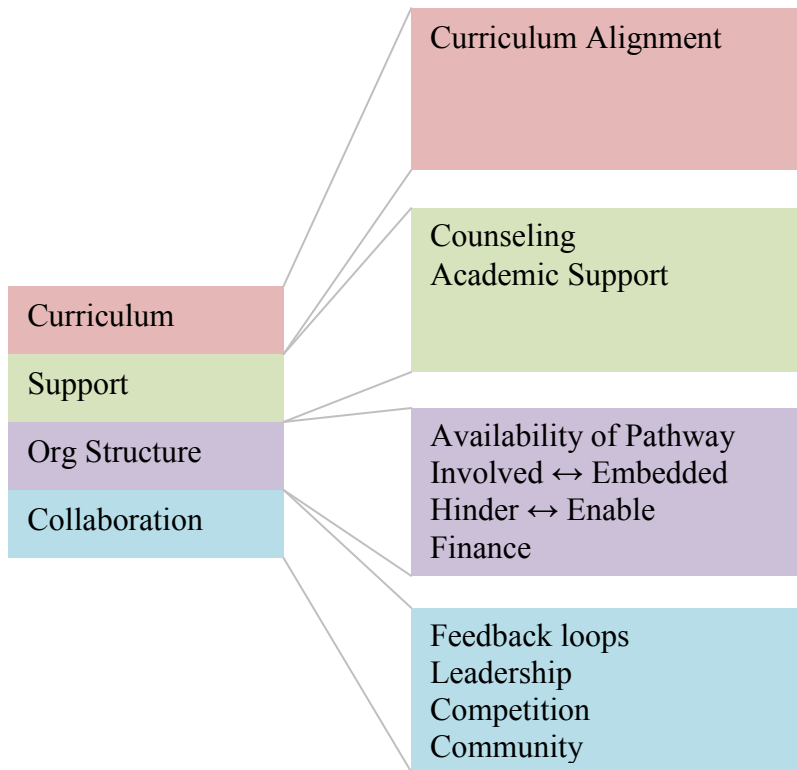 Curriculum
Support
Org Structure
Collaboration
Curriculum Alignment
Counseling
Academic Support
Availability of Pathway
Involved ↔ Embedded
Hinder ↔ Enable
Finance
Feedback loops
Leadership
Competition
Community